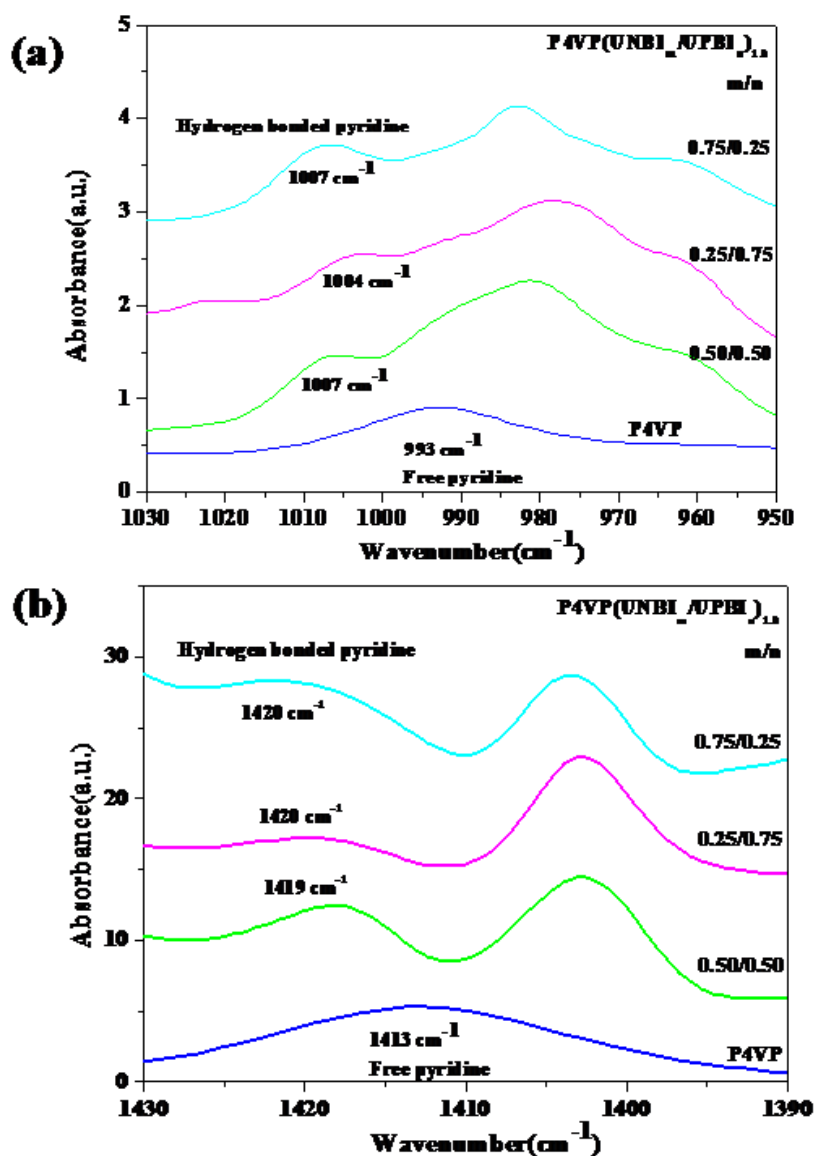 (a)
P4VP(UNBI_m/UPBI_n)_1.0
m/n
Hydrogen bonded pyridine
0.75/0.25
1007 cm⁻¹
0.25/0.75
1004 cm⁻¹
0.50/0.50
1007 cm⁻¹
P4VP
993 cm⁻¹
Free pyridine
5
4
3
2
1
0
Absorbance(a.u.)
1030 1020 1010 1000 990 980 970 960 950
Wavenumber(cm⁻¹)
(b)
P4VP(UNBI_m/UPBI_n)_1.0
m/n
Hydrogen bonded pyridine
1420 cm⁻¹
0.75/0.25
1420 cm⁻¹
0.25/0.75
1419 cm⁻¹
0.50/0.50
1413 cm⁻¹
P4VP
Free pyridine
30
20
10
0
Absorbance(a.u.)
1430 1420 1410 1400 1390
Wavenumber(cm⁻¹)